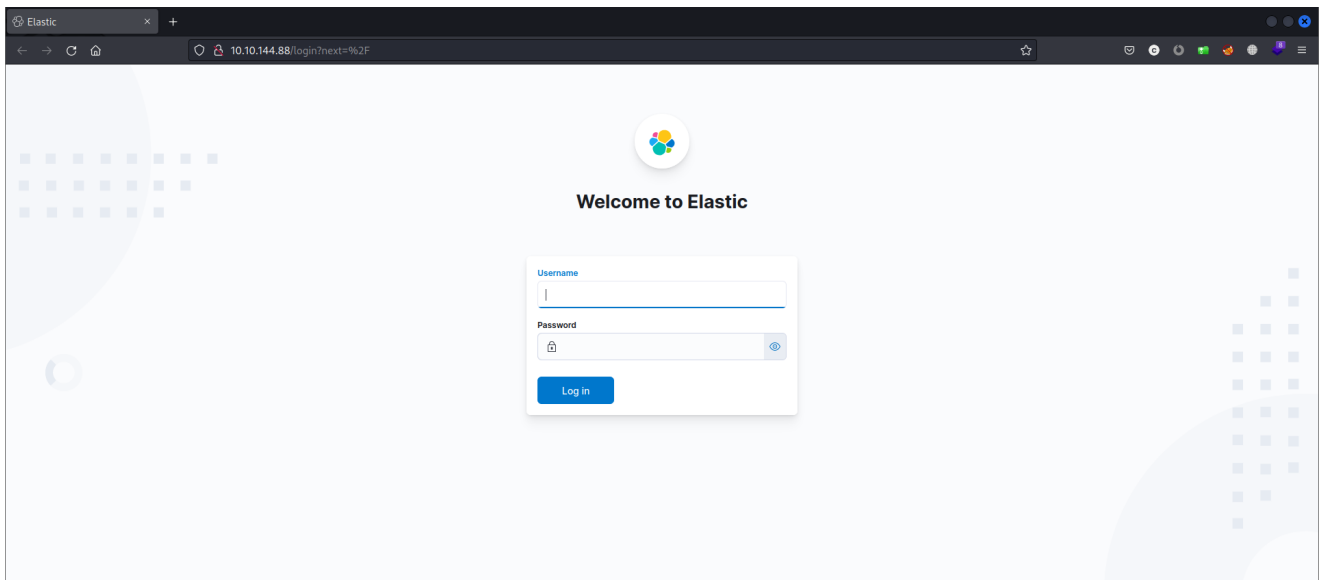 Elastic
10.10.144.88/login?next=%2F
Welcome to Elastic
Username
Password
Log in